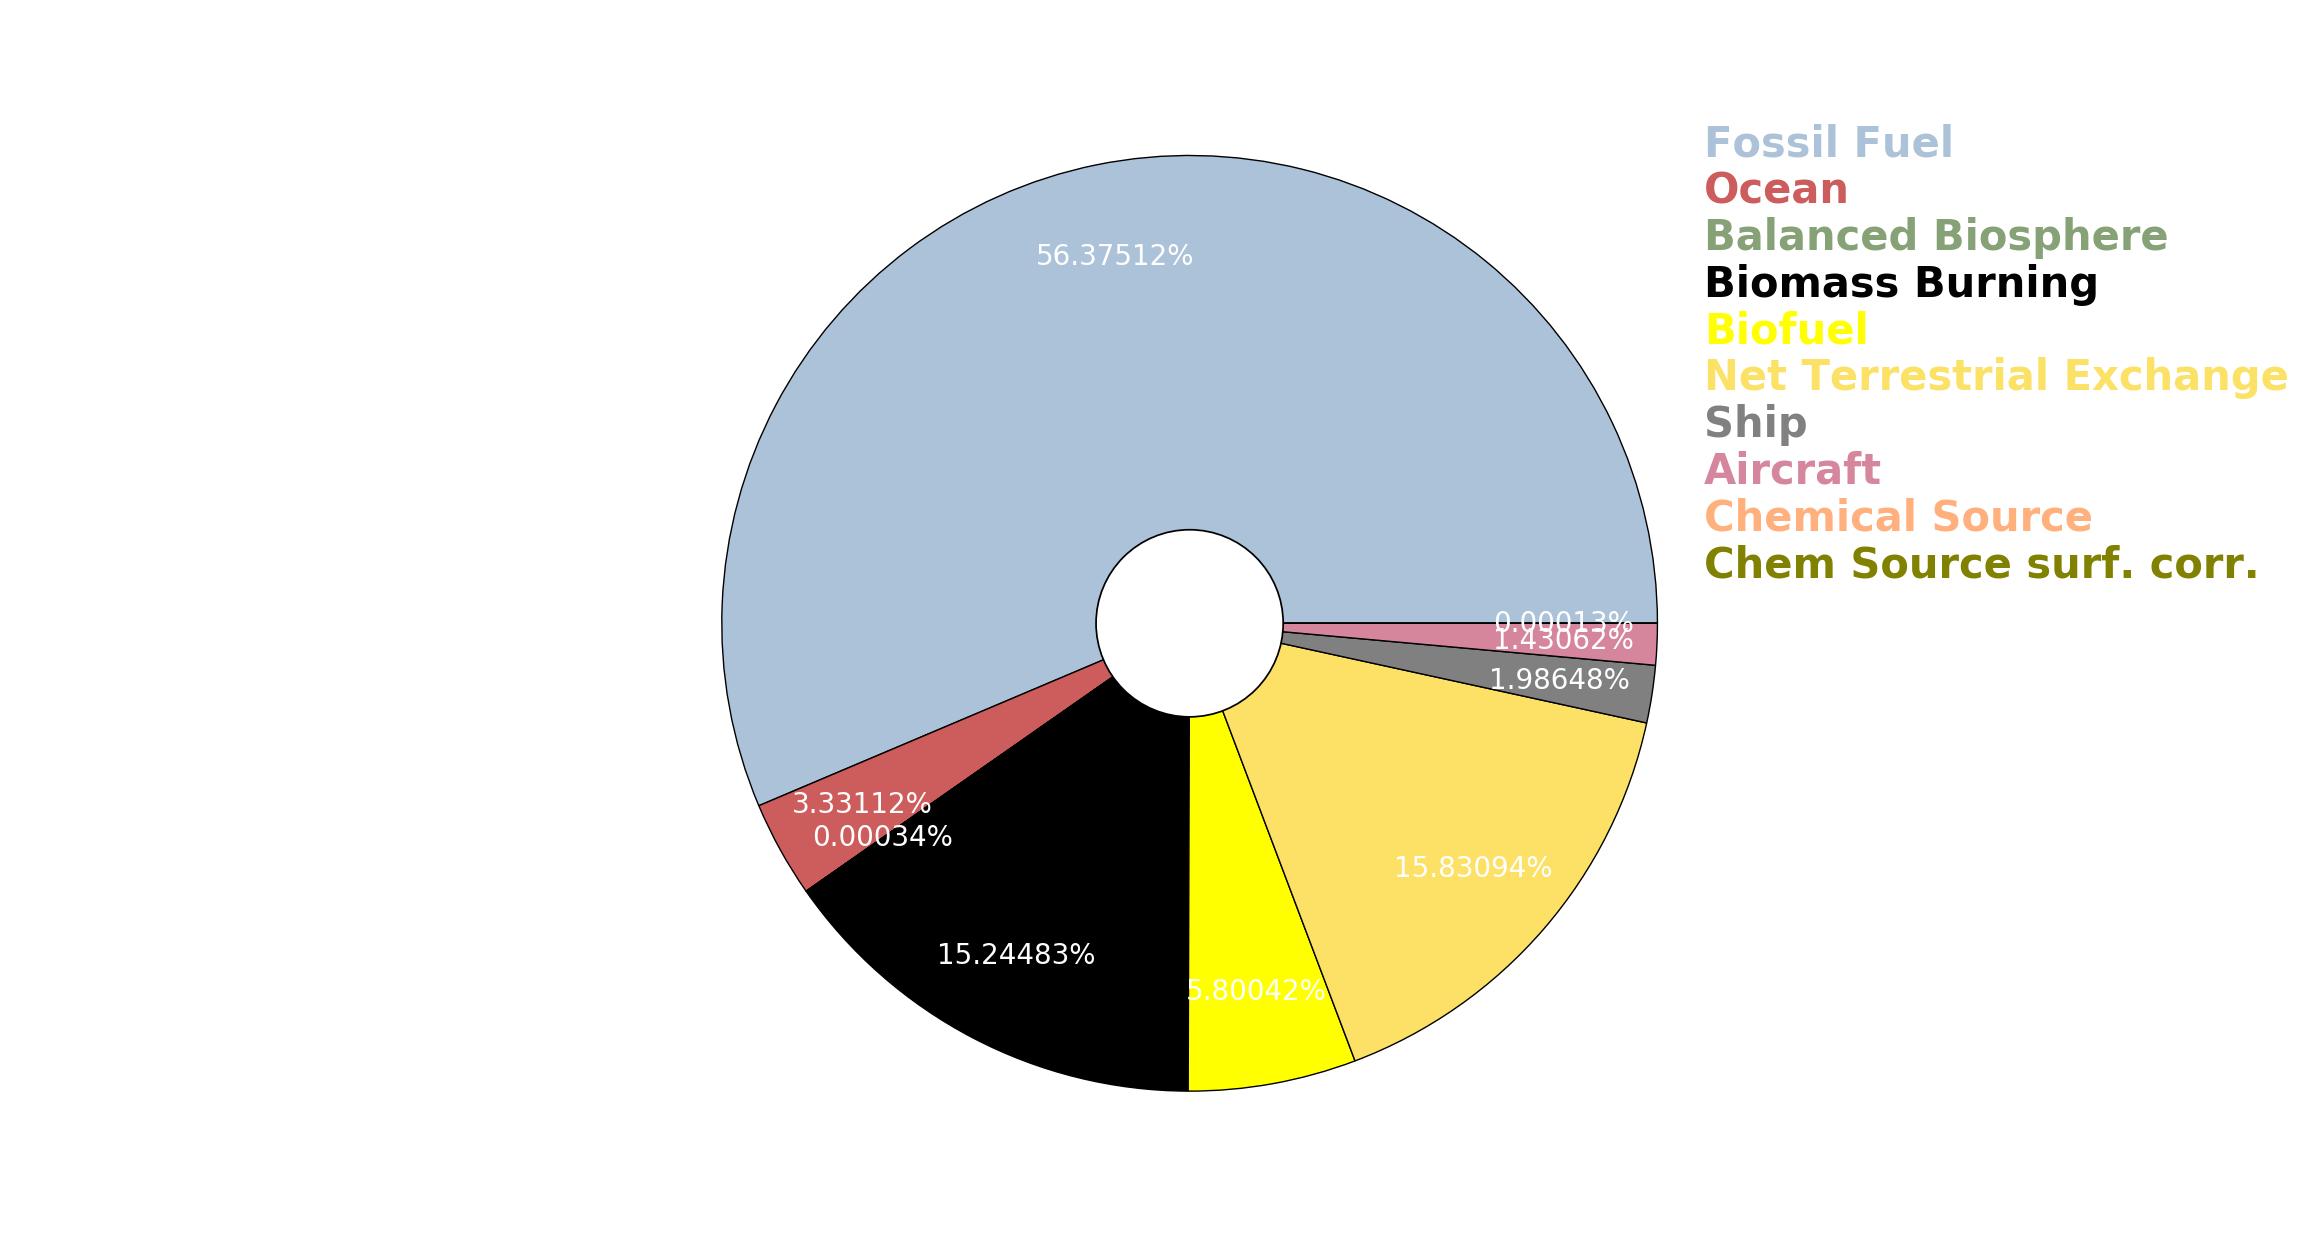 Fossil Fuel
Ocean
Balanced Biosphere
Biomass Burning
Biofuel
Net Terrestrial Exchange
Ship
Aircraft
Chemical Source
Chem Source surf. corr.
56.37512%
0.00013%
1.43062%
1.98648%
3.33112%
0.00034%
15.83094%
15.24483%
5.80042%